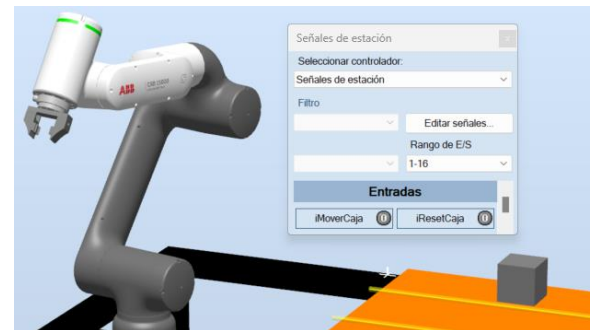 Señales de estación
Seleccionar controlador:
Señales de estación
Filtro
Editar señales...
Rango de E/S
1-16
Entradas
iMoverCaja
iResetCaja
ABB